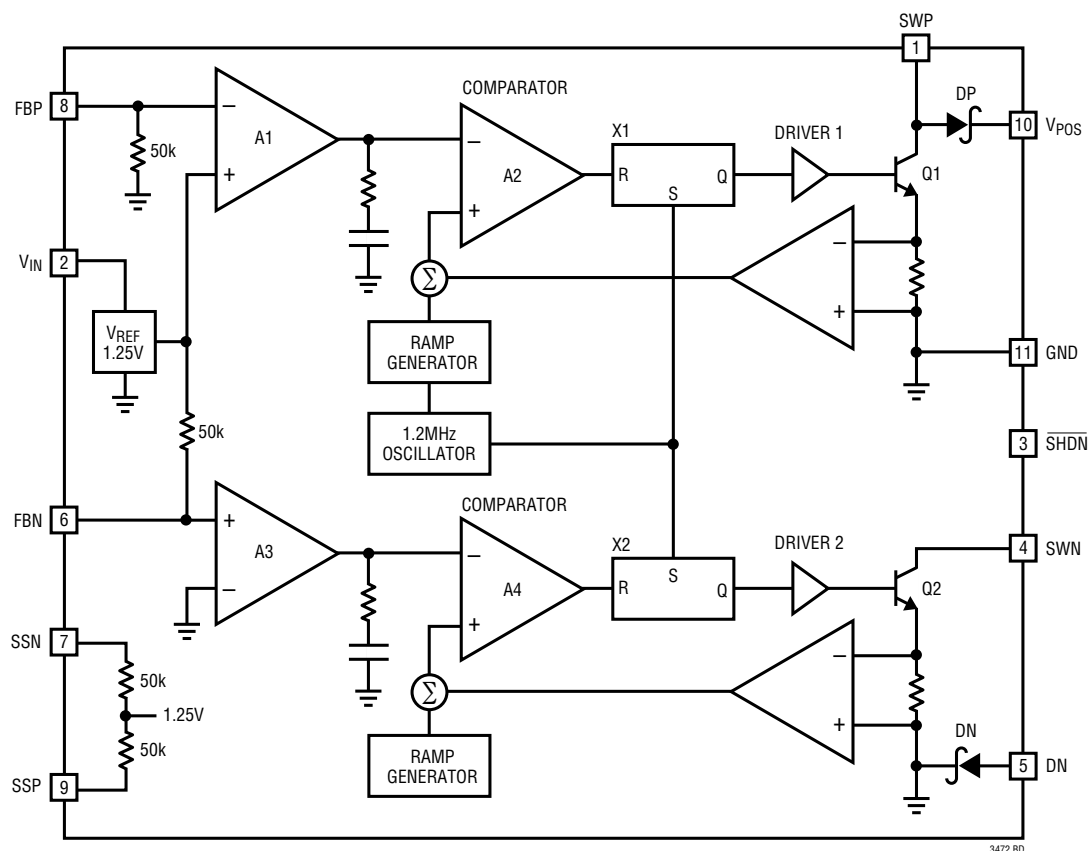 SWP
1
FBP
8
50k
−
+
A1
COMPARATOR
−
+
A2
X1
R
S
Q
DRIVER 1
Q1
DP
10
VPOS
VIN
2
VREF
1.25V
Σ
−
+
RAMP
GENERATOR
11
GND
50k
1.2MHz
OSCILLATOR
3
SHDN
FBN
6
+
−
A3
COMPARATOR
−
+
A4
X2
R
S
Q
DRIVER 2
Q2
4
SWN
SSN
7
50k
1.25V
50k
SSP
9
Σ
−
+
RAMP
GENERATOR
DN
5
DN
3472 BD